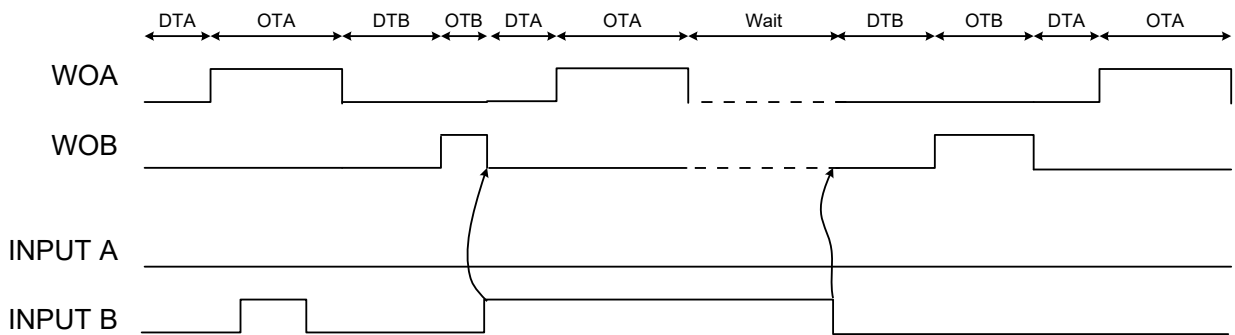 DTA OTA DTB OTB DTA OTA Wait DTB OTB DTA OTA
WOA
WOB
INPUT A
INPUT B